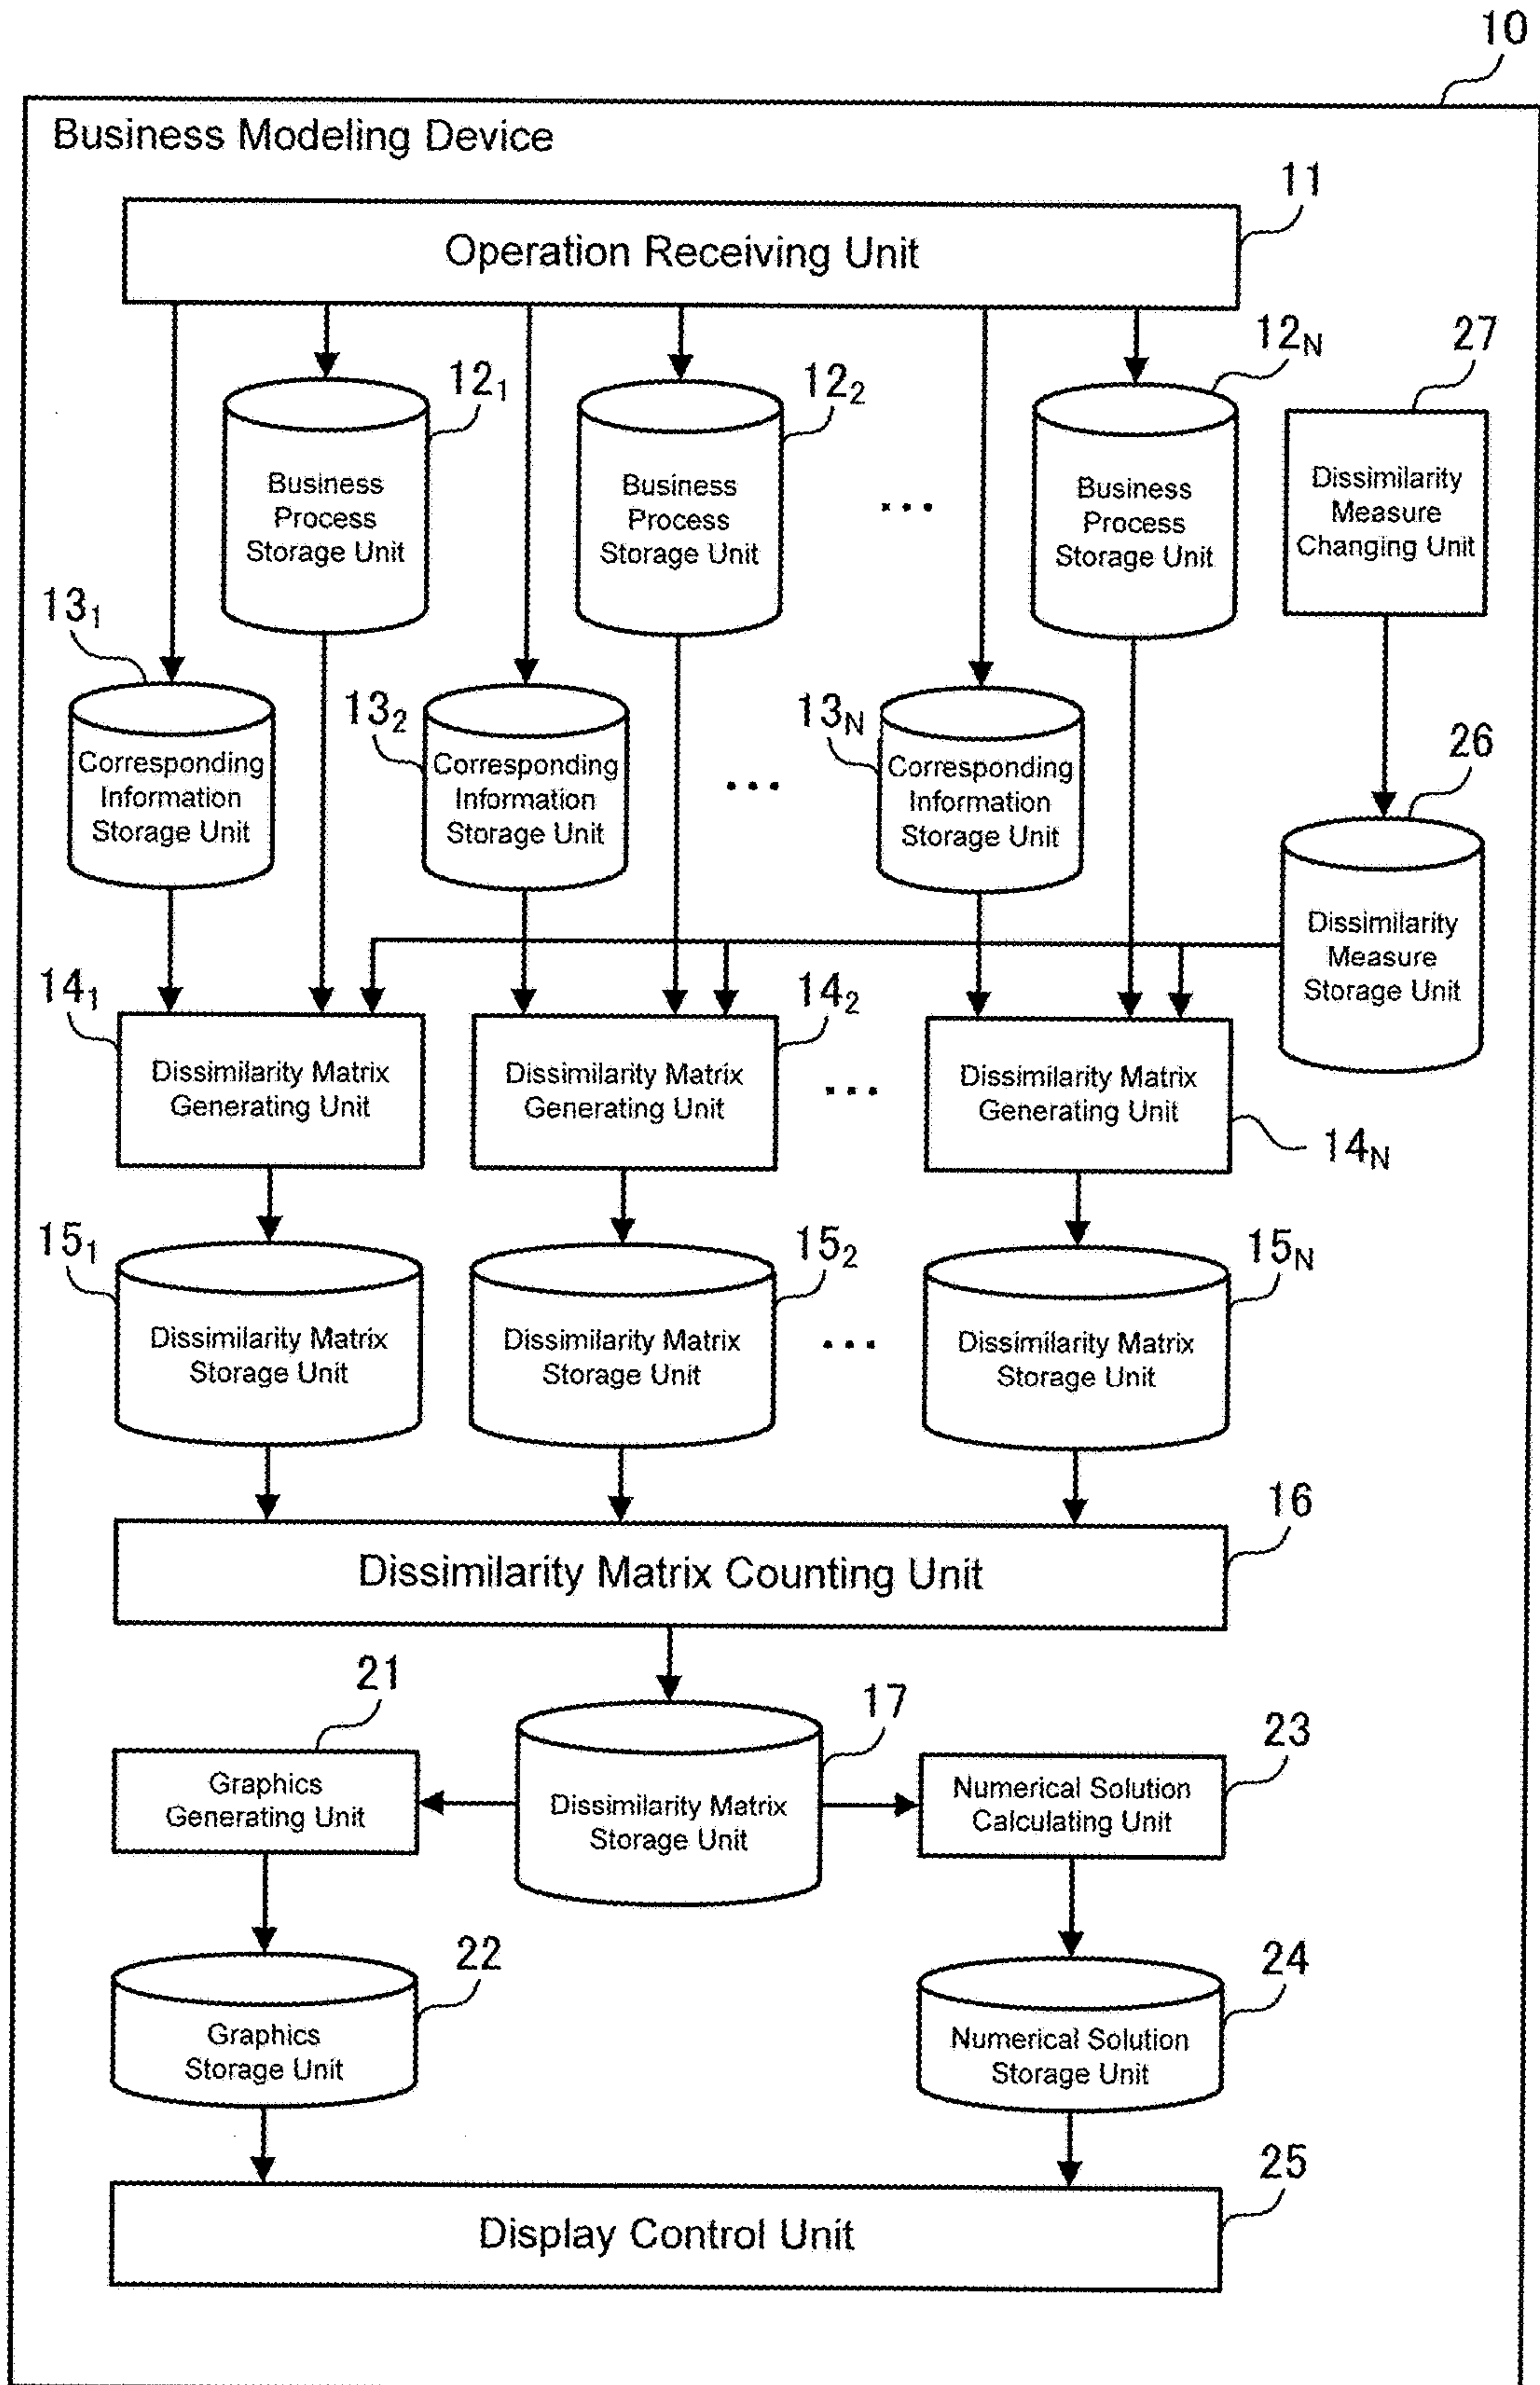 10
Business Modeling Device
11
Operation Receiving Unit
12₁
12₂
12_N
27
Business
Process
Storage Unit
Business
Process
Storage Unit
...
Business
Process
Storage Unit
Dissimilarity
Measure
Changing Unit
13₁
13₂
13_N
26
Corresponding
Information
Storage Unit
Corresponding
Information
Storage Unit
...
Corresponding
Information
Storage Unit
Dissimilarity
Measure
Storage Unit
14₁
14₂
Dissimilarity Matrix
Generating Unit
Dissimilarity Matrix
Generating Unit
...
Dissimilarity Matrix
Generating Unit
14_N
15₁
15₂
15_N
Dissimilarity Matrix
Storage Unit
Dissimilarity Matrix
Storage Unit
...
Dissimilarity Matrix
Storage Unit
16
Dissimilarity Matrix Counting Unit
21
17
23
Graphics
Generating Unit
Dissimilarity Matrix
Storage Unit
Numerical Solution
Calculating Unit
22
24
Graphics
Storage Unit
Numerical Solution
Storage Unit
25
Display Control Unit